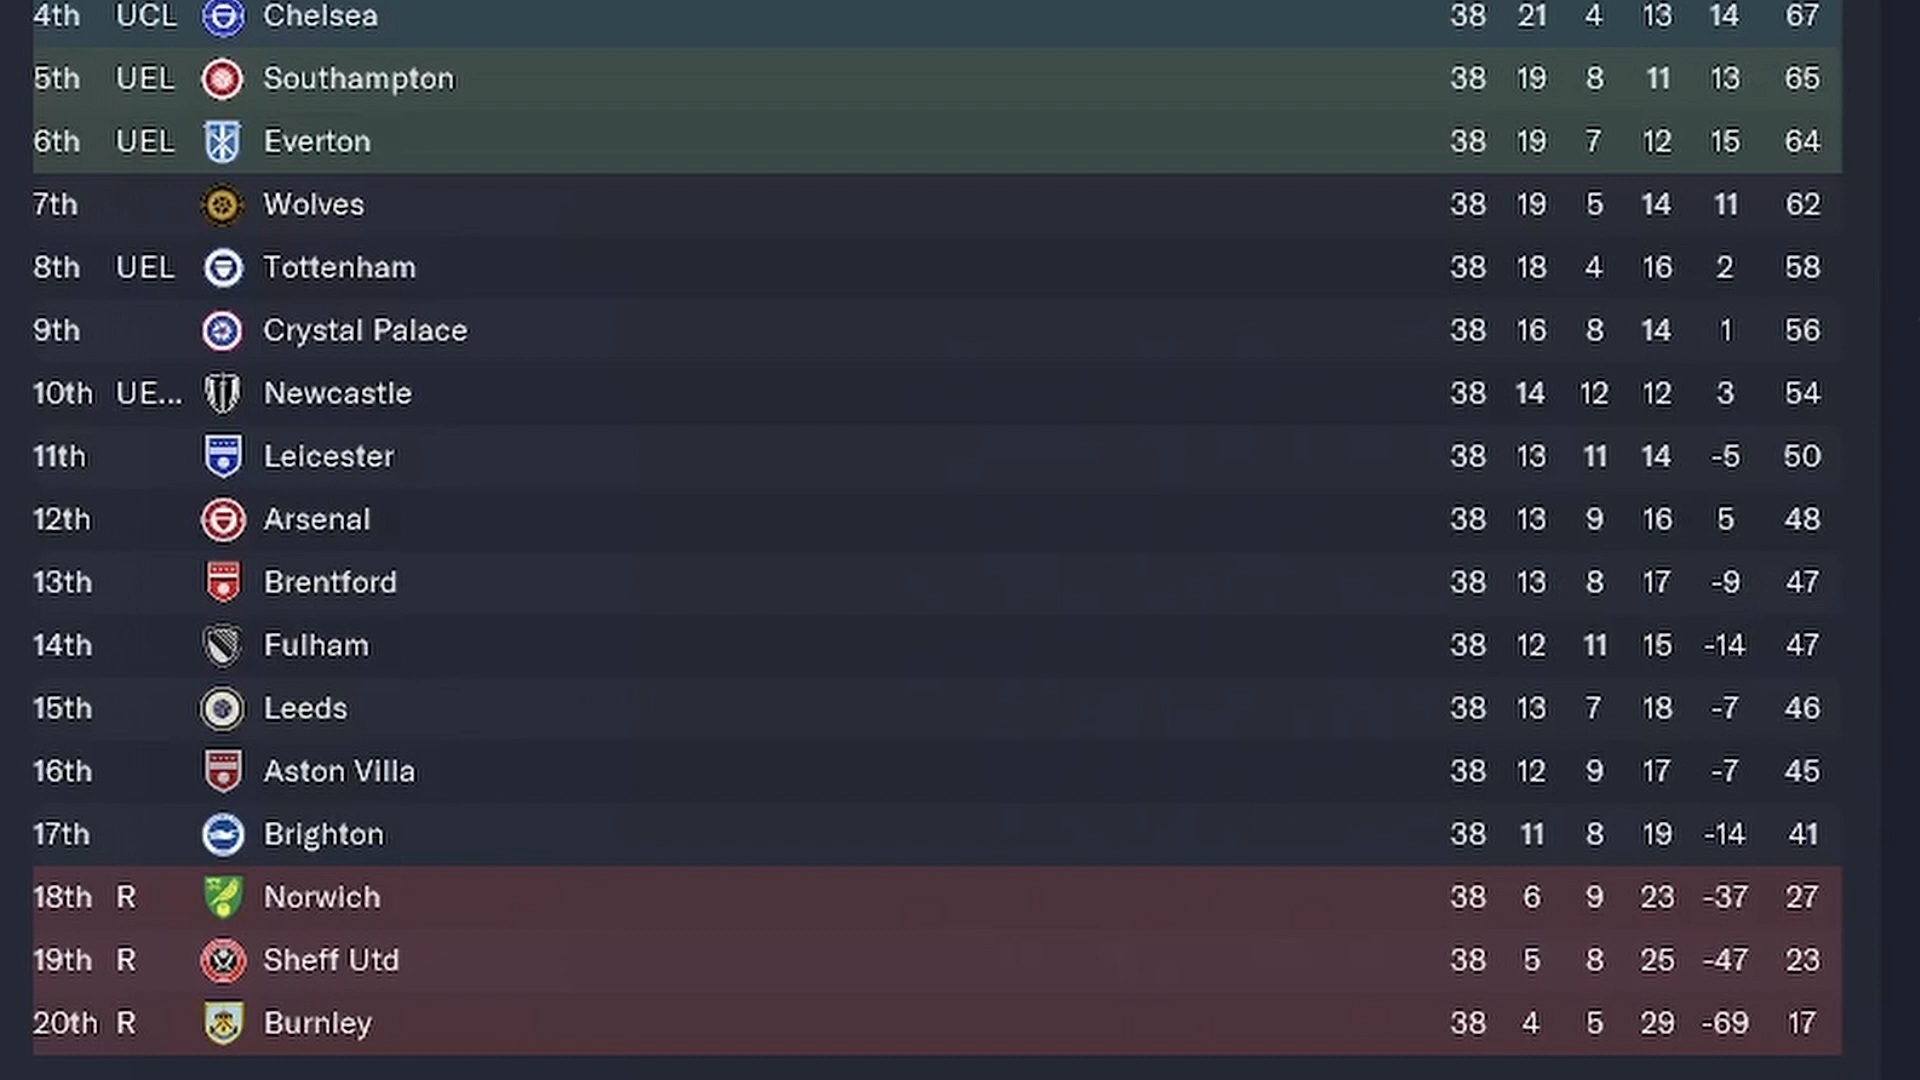 4th UCL Chelsea 38 21 4 13 14 67
5th UEL Southampton 38 19 8 11 13 65
6th UEL Everton 38 19 7 12 15 64
7th Wolves 38 19 5 14 11 62
8th UEL Tottenham 38 18 4 16 2 58
9th Crystal Palace 38 16 8 14 1 56
10th UE... Newcastle 38 14 12 12 3 54
11th Leicester 38 13 11 14 -5 50
12th Arsenal 38 13 9 16 5 48
13th Brentford 38 13 8 17 -9 47
14th Fulham 38 12 11 15 -14 47
15th Leeds 38 13 7 18 -7 46
16th Aston Villa 38 12 9 17 -7 45
17th Brighton 38 11 8 19 -14 41
18th R Norwich 38 6 9 23 -37 27
19th R Sheff Utd 38 5 8 25 -47 23
20th R Burnley 38 4 5 29 -69 17